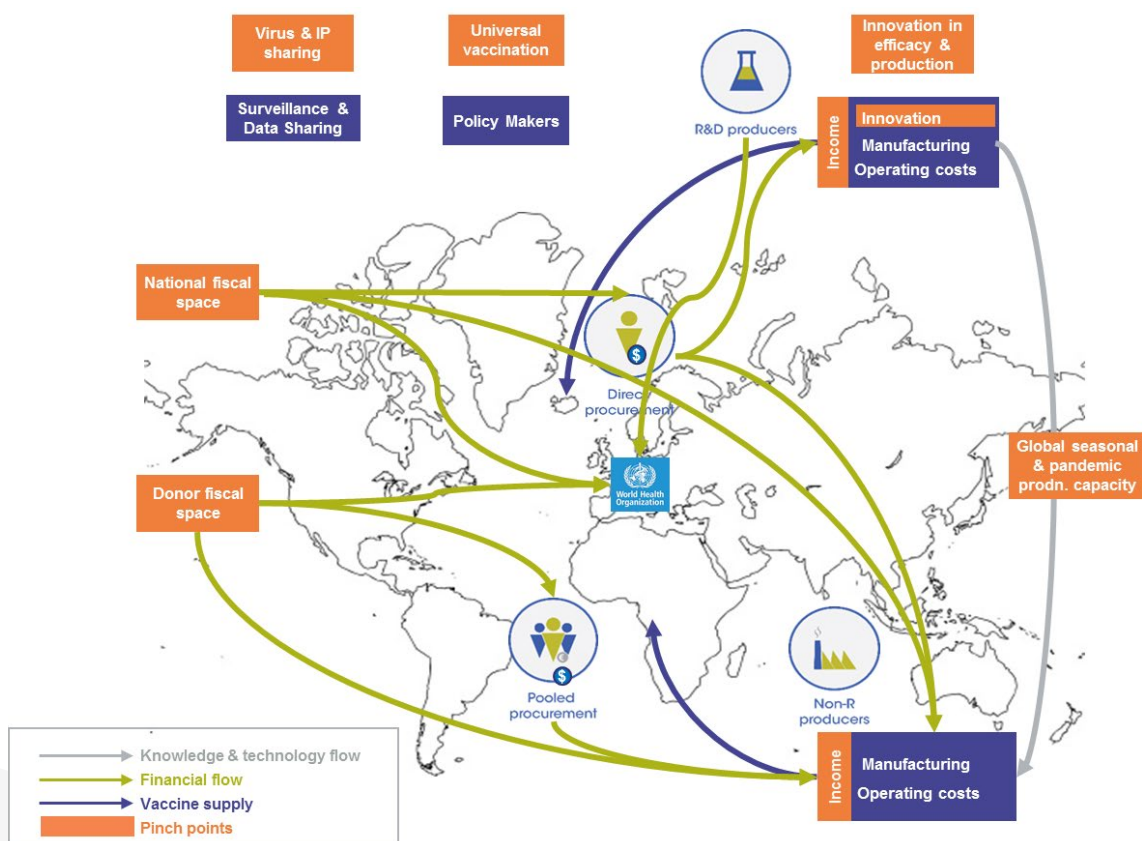 Virus & IP
sharing
Universal
vaccination
Innovation in
efficacy &
production
Surveillance &
Data Sharing
Policy Makers
R&D producers
Income
Innovation
Manufacturing
Operating costs
National fiscal
space
$
Direct
procurement
Donor fiscal
space
World Health
Organization
Global seasonal
& pandemic
prodn. capacity
$
Pooled
procurement
Non-R
producers
Income
Manufacturing
Operating costs
Knowledge & technology flow
Financial flow
Vaccine supply
Pinch points